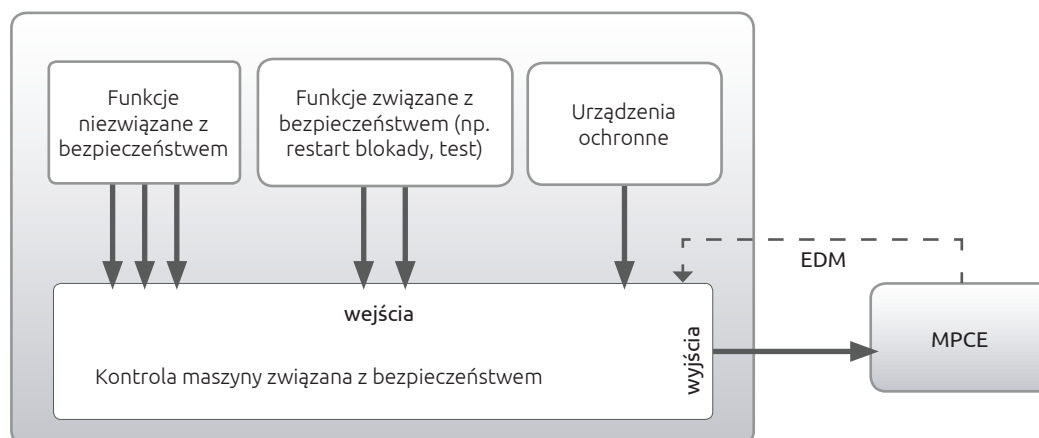 Funkcje
niezwiązane z
bezpieczeństwem
Funkcje związane z
bezpieczeństwem (np.
restart blokady, test)
Urządzenia
ochronne
EDM
wejścia
wyjścia
MPCE
Kontrola maszyny związana z bezpieczeństwem